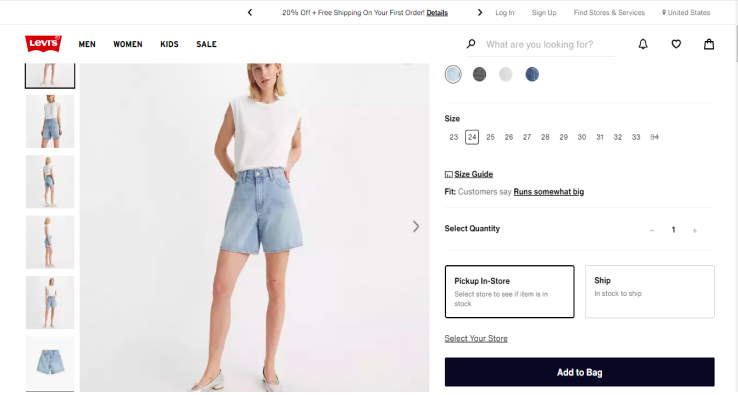 20% Off + Free Shipping On Your First Order! Details
Log In
Sign Up
Find Stores & Services
United States
LEVI'S
MEN
WOMEN
KIDS
SALE
What are you looking for?
Size
23 24 25 26 27 28 29 30 31 32 33 34
Size Guide
Fit: Customers say Runs somewhat big
Select Quantity
– 1 +
Pickup In-Store
Select store to see if item is in
stock
Ship
In stock to ship
Select Your Store
Add to Bag